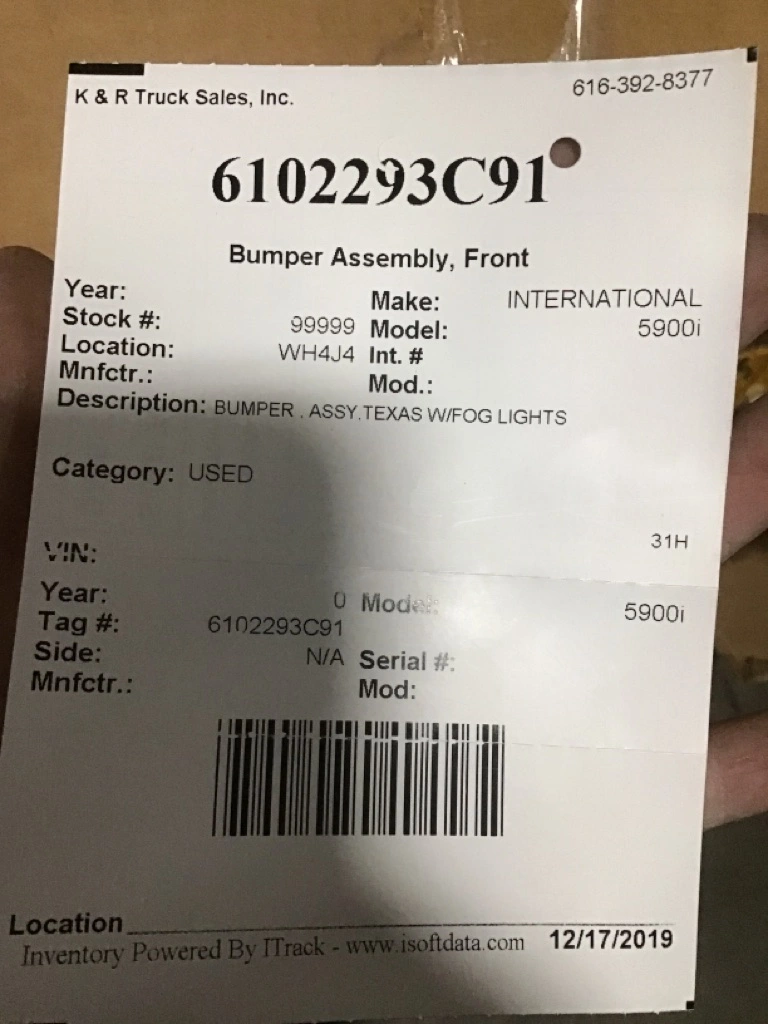 K & R Truck Sales, Inc. 616-392-8377
6102293C91
Bumper Assembly, Front
Year: Make: INTERNATIONAL
Stock #: 99999 Model: 5900i
Location: WH4J4 Int. #
Mnfctr.: Mod.:
Description: BUMPER , ASSY,TEXAS W/FOG LIGHTS
Category: USED
31H
VIN:
Year: 0 Model: 5900i
Tag #: 6102293C91
Side: N/A Serial #:
Mnfctr.: Mod:
Location
Inventory Powered By ITrack - www.isoftdata.com 12/17/2019